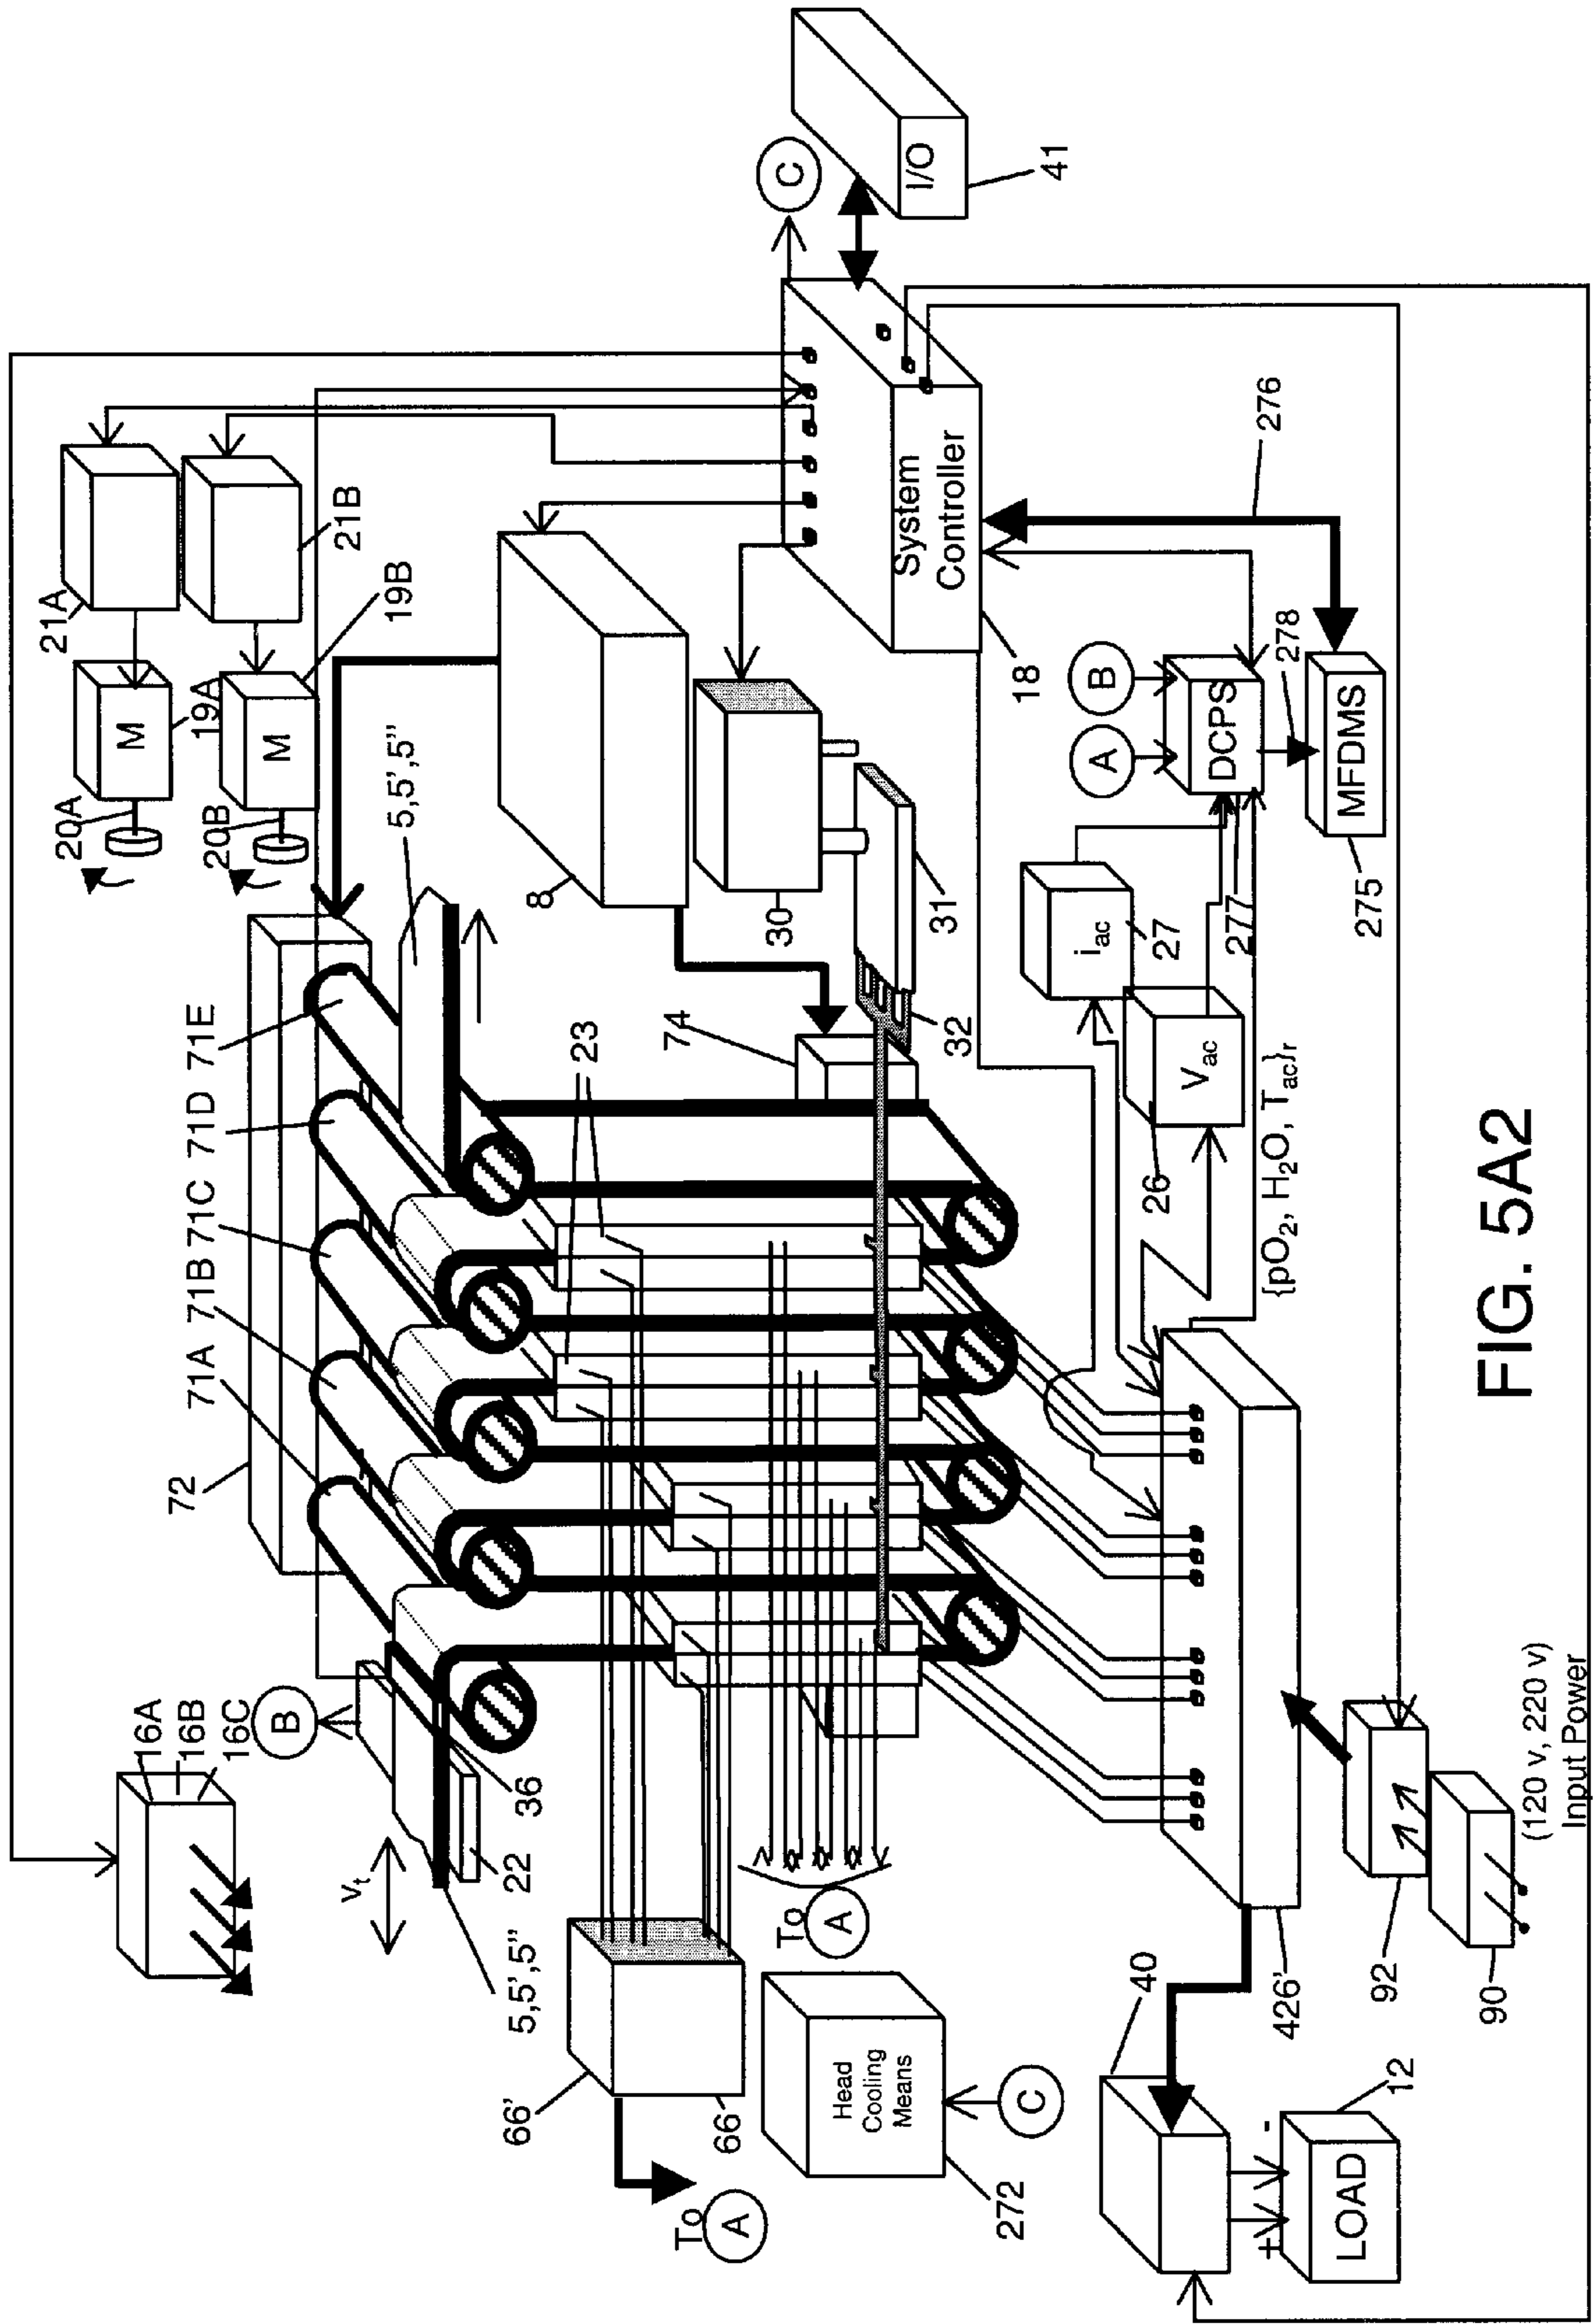 16A
16B
16C
B
Vt
5,5',5"
22
36
72
71A
71B
71C
71D
71E
20A
20B
M
M
19A
19B
21A
21B
5,5',5"
8
23
74
30
31
32
C
I/O
41
System
Controller
18
276
A
B
DCPS
278
277
MFDMS
275
iac
27
Vac
26
{pO2, H2O, Tac}r
66'
66
To
A
To
A
Head
Cooling
Means
272
C
40
+
-
LOAD
12
426'
92
90
(120 v, 220 v)
Input Power
FIG. 5A2